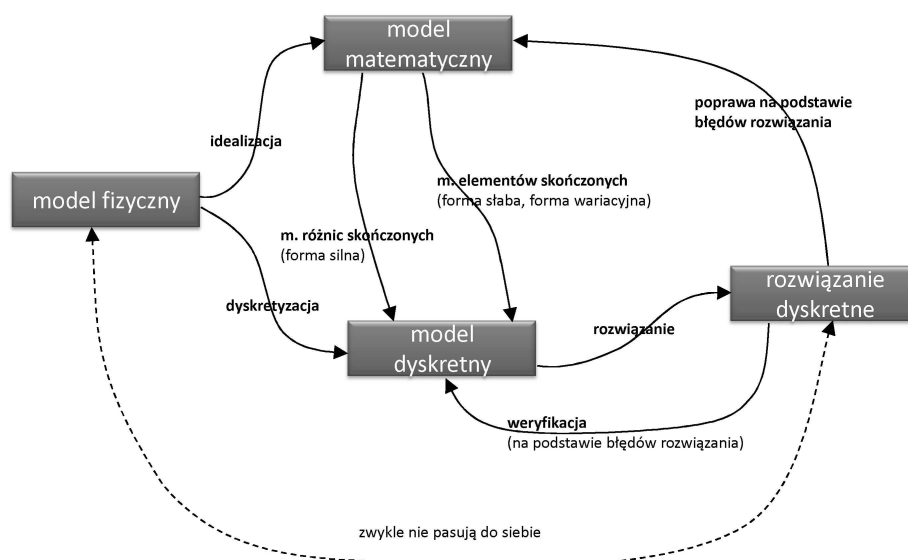 model
matematyczny
poprawa na podstawie
błędów rozwiązania
idealizacja
m. elementów skończonych
(forma słaba, forma wariacyjna)
model fizyczny
m. różnic skończonych
(forma silna)
rozwiązanie
dyskretne
dyskretyzacja
model
dyskretny
rozwiązanie
weryfikacja
(na podstawie błędów rozwiązania)
zwykle nie pasują do siebie